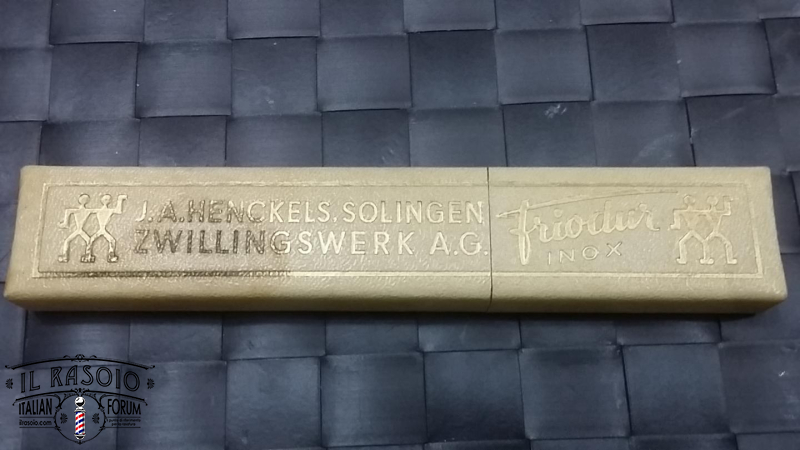 J.A.HENCKELS.SOLINGEN
ZWILLINGSWERK A.G.
friodur
INOX
IL RASOIO
ITALIAN FORUM
ilrasoio.com